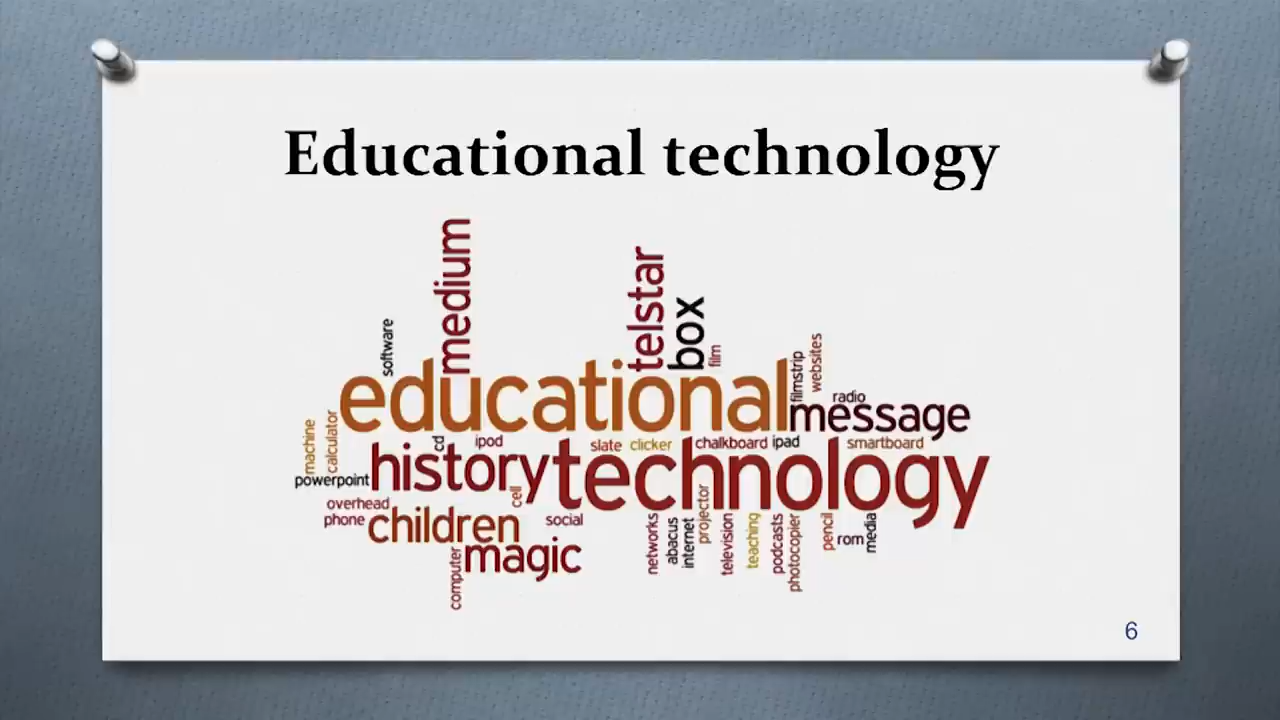 Educational technology
medium
telstar
box
film
software
filmstrip
websites
educational
radio
message
machine
calculator
cd
ipod
slate
clicker
chalkboard
ipad
smartboard
powerpoint
history
technology
cell
overhead
phone
children
social
magic
computer
networks
abacus
internet
projector
television
teaching
podcasts
photocopier
pencil
rom
media
6